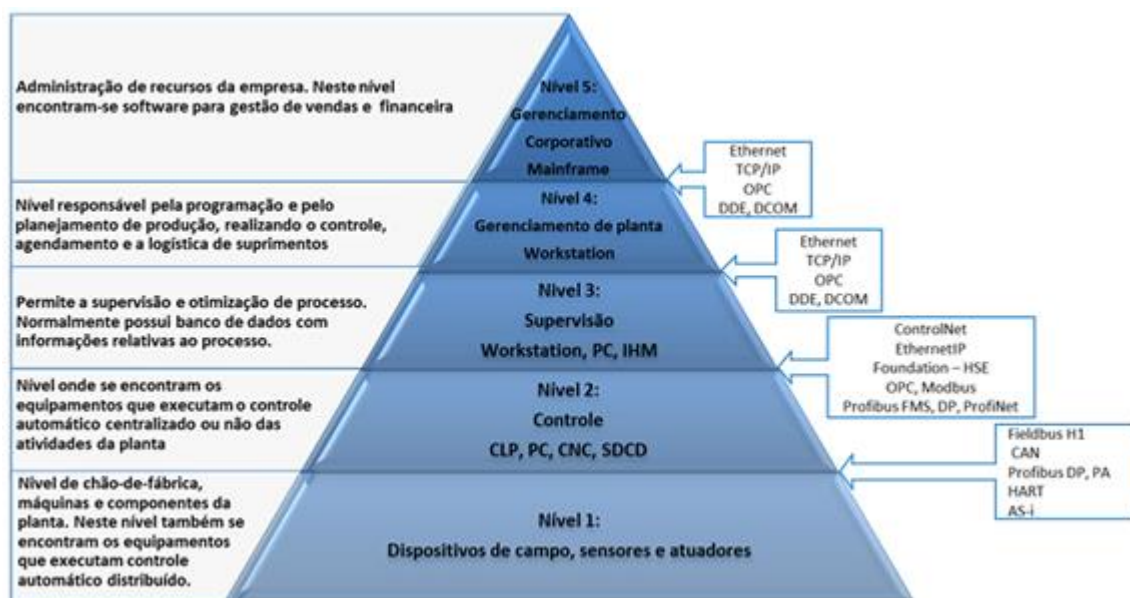 Administração de recursos da empresa. Neste nível
encontram-se software para gestão de vendas e financeira
Nível 5:
Gerenciamento
Corporativo
Mainframe
Ethernet
TCP/IP
OPC
DDE, DCOM
Nível responsável pela programação e pelo
planejamento de produção, realizando o controle,
agendamento e a logística de suprimentos
Nível 4:
Gerenciamento de planta
Workstation
Ethernet
TCP/IP
OPC
DDE, DCOM
Permite a supervisão e otimização de processo.
Normalmente possui banco de dados com
informações relativas ao processo.
Nível 3:
Supervisão
Workstation, PC, IHM
ControlNet
EthernetIP
Foundation – HSE
OPC, Modbus
Profibus FMS, DP, ProfiNet
Nível onde se encontram os
equipamentos que executam o controle
automático centralizado ou não das
atividades da planta
Nível 2:
Controle
CLP, PC, CNC, SDCD
Fieldbus H1
CAN
Profibus DP, PA
HART
AS-i
Nível de chão-de-fábrica,
máquinas e componentes da
planta. Neste nível também se
encontram os equipamentos
que executam controle
automático distribuído.
Nível 1:
Dispositivos de campo, sensores e atuadores